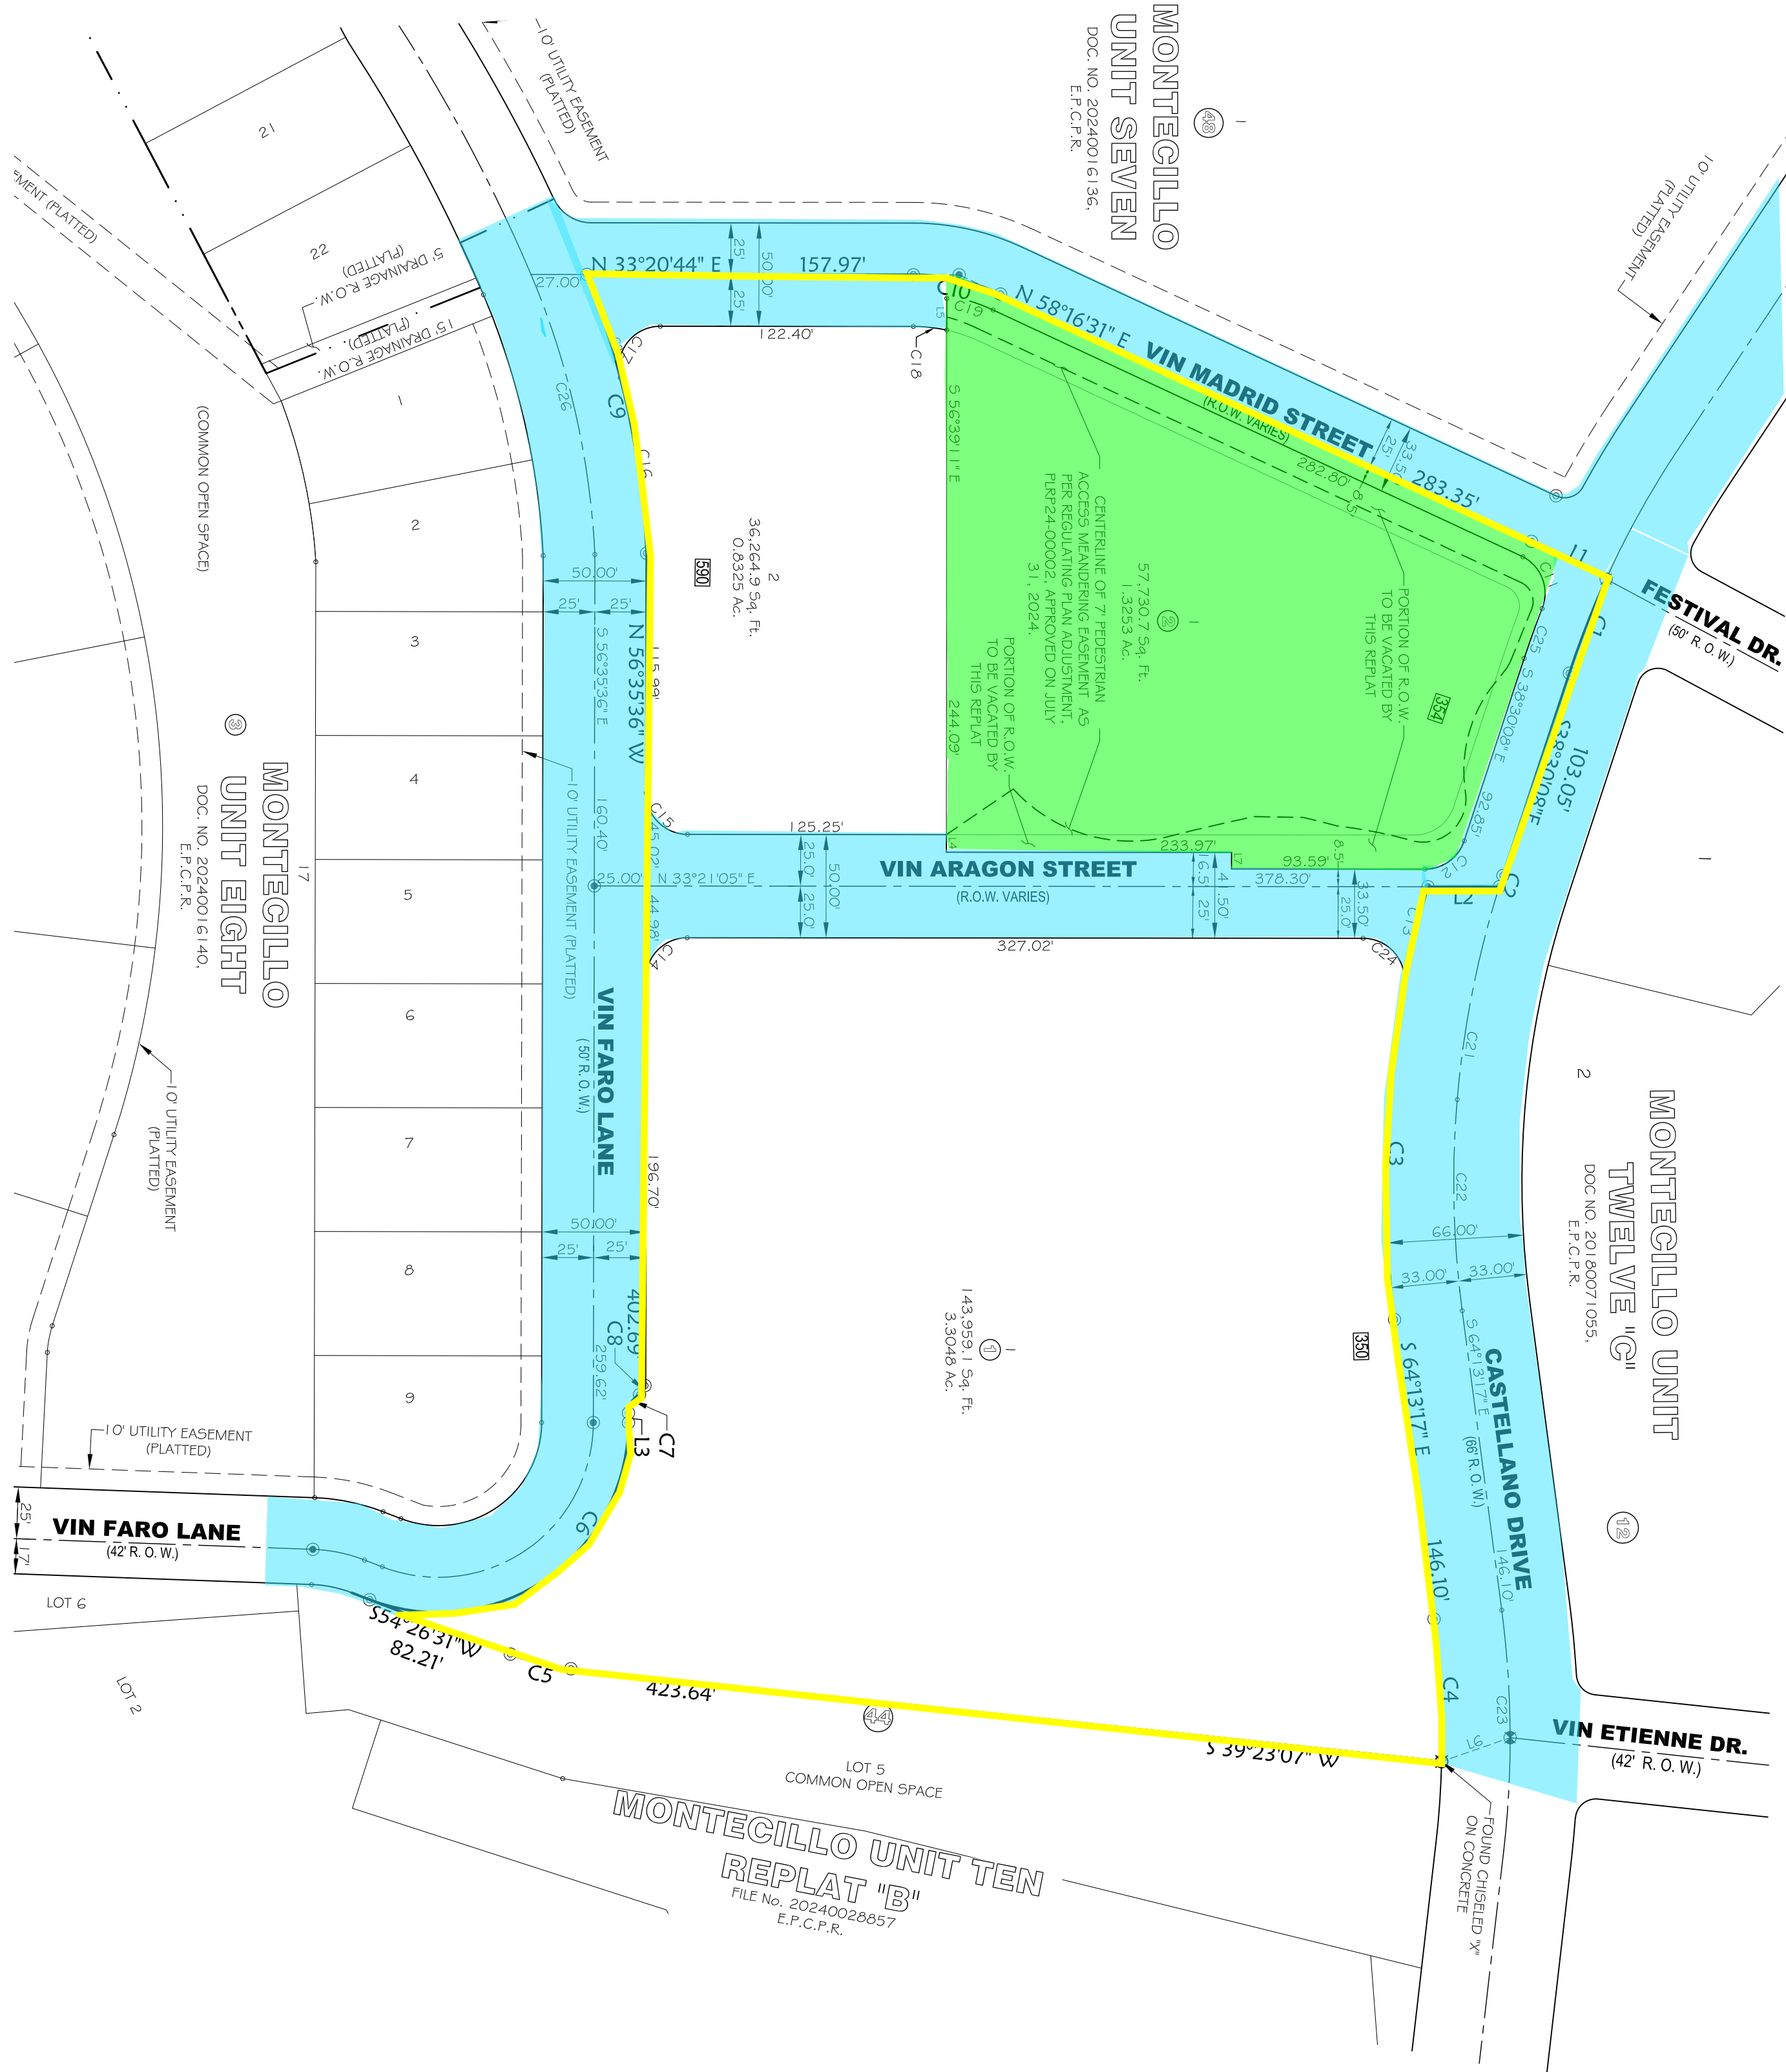 MONTECILLO
UNIT SEVEN
DOC. NO. 20240016136,
E.P.C.P.R.
48
1
10' UTILITY EASEMENT
(PLATTED)
10' UTILITY EASEMENT
(PLATTED)
21
22
5' DRAINAGE R.O.W.
(PLATTED)
15' DRAINAGE R.O.W.
(PLATTED)
EMENT (PLATTED)
(COMMON OPEN SPACE)
N 33°20'44" E
157.97'
27.00'
25'
50.00'
25'
122.40'
C17
C9
C16
C26
C18
C10
C19
L5
N 58°16'31" E
VIN MADRID STREET
(R.O.W. VARIES)
33.50'
25'
8.5'
282.80'
283.35'
L1
C11
FESTIVAL DR.
(50' R. O. W.)
C1
103.05'
S38°30'08"E
C25
S 38°30'08" E
92.85'
C12
C2
L2
C13
S 56°39'11" E
244.09'
CENTERLINE OF 7' PEDESTRIAN
ACCESS MEANDERING EASEMENT AS
PER REGULATING PLAN ADJUSTMENT,
PLRP24-00002, APPROVED ON JULY
31, 2024.
57,730.7 Sq. Ft.
1.3253 Ac.
2
1
PORTION OF R.O.W.
TO BE VACATED BY
THIS REPLAT
354
PORTION OF R.O.W.
TO BE VACATED BY
THIS REPLAT
2
36,264.9 Sq. Ft.
0.8325 Ac.
590
1
2
3
4
5
6
7
8
9
50.00'
25'
25'
S 56°35'36" E
N 56°35'36" W
115.99'
160.40'
10' UTILITY EASEMENT (PLATTED)
C15
45.02'
44.98'
C14
25.00'
N 33°21'05" E
125.25'
25.0'
50.00'
25.0'
VIN ARAGON STREET
(R.O.W. VARIES)
L4
233.97'
L7
93.59'
16.5'
41.50'
25'
8.5'
33.50'
25.0'
378.30'
327.02'
C24
C21
3
MONTECILLO
UNIT EIGHT
DOC. NO. 20240016140,
E.P.C.P.R.
17
VIN FARO LANE
(50' R. O. W.)
196.70'
10' UTILITY EASEMENT
(PLATTED)
50.00'
25'
25'
402.69'
C8
259.62'
C7
L3
C6
C3
C22
66.00'
33.00'
33.00'
S 64°13'17" E
S 64°13'17" E
CASTELLANO DRIVE
(66' R. O. W.)
146.10'
146.10'
1
2
MONTECILLO UNIT
TWELVE "C"
DOC NO. 20180071055,
E.P.C.P.R.
12
1
1
143,959.1 Sq. Ft.
3.3048 Ac.
350
10' UTILITY EASEMENT
(PLATTED)
25'
17'
VIN FARO LANE
(42' R. O. W.)
LOT 6
LOT 2
S54°26'31"W
82.21'
C5
423.64'
44
S 39°23'07" W
C4
C23
L6
VIN ETIENNE DR.
(42' R. O. W.)
FOUND CHISELED "X"
ON CONCRETE
LOT 5
COMMON OPEN SPACE
MONTECILLO UNIT TEN
REPLAT "B"
FILE No. 20240028857
E.P.C.P.R.